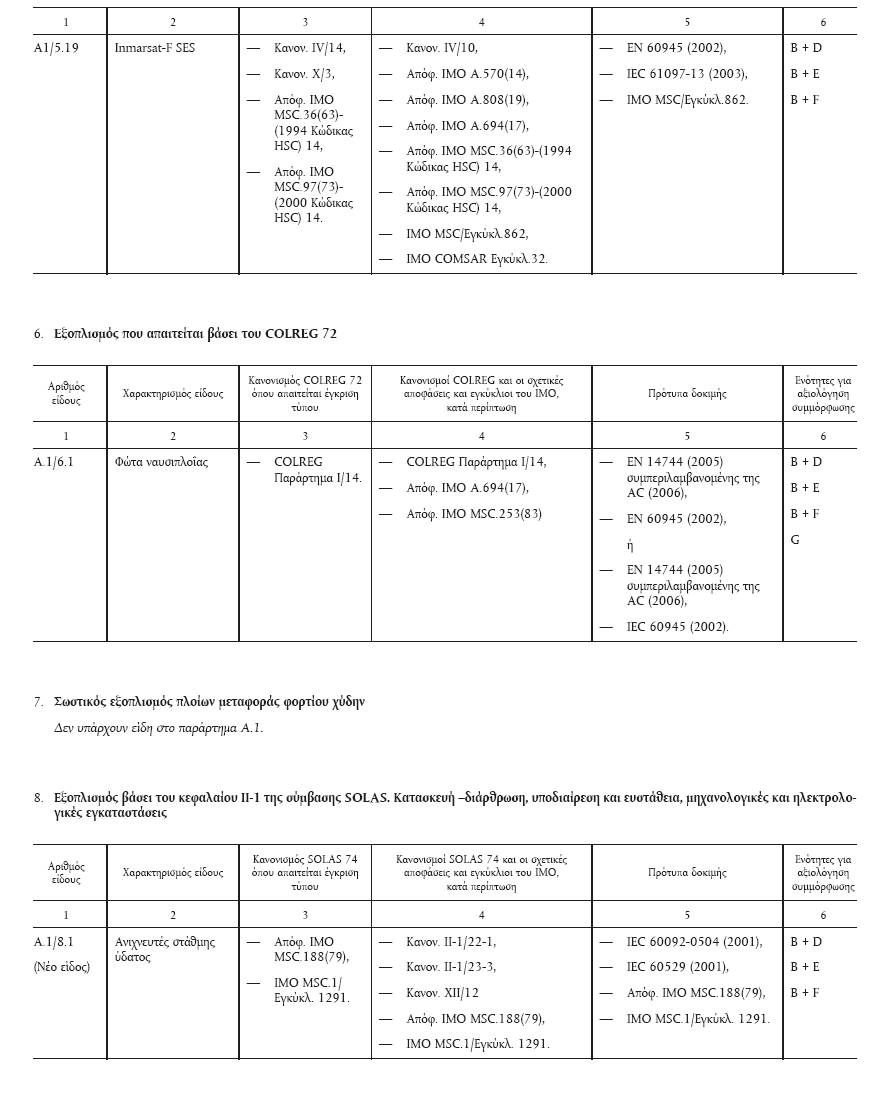 1 2 3 4 5 6
A1/5.19 Inmarsat-F SES
— Κανον. IV/14,
— Κανον. X/3,
— Απόφ. IMO
MSC.36(63)-
(1994 Κώδικας
HSC) 14,
— Απόφ. IMO
MSC.97(73)-
(2000 Κώδικας
HSC) 14.
— Κανον. IV/10,
— Απόφ. IMO A.570(14),
— Απόφ. IMO A.808(19),
— Απόφ. IMO A.694(17),
— Απόφ. IMO MSC.36(63)-(1994
Κώδικας HSC) 14,
— Απόφ. IMO MSC.97(73)-(2000
Κώδικας HSC) 14,
— IMO MSC/Εγκύκλ.862,
— IMO COMSAR Εγκύκλ.32.
— EN 60945 (2002),
— IEC 61097-13 (2003),
— IMO MSC/Εγκύκλ.862.
B + D
B + E
B + F
6. Εξοπλισμός που απαιτείται βάσει του COLREG 72
Αριθμός
είδους
Χαρακτηρισμός είδους
Κανονισμός COLREG 72
όπου απαιτείται έγκριση
τύπου
Κανονισμοί COLREG και οι σχετικές
αποφάσεις και εγκύκλιοι του IMO,
κατά περίπτωση
Πρότυπα δοκιμής
Ενότητες για
αξιολόγηση
συμμόρφωσης
1 2 3 4 5 6
A.1/6.1 Φώτα ναυσιπλοΐας
— COLREG
Παράρτημα I/14.
— COLREG Παράρτημα I/14,
— Απόφ. IMO A.694(17),
— Απόφ. IMO MSC.253(83)
— EN 14744 (2005)
συμπεριλαμβανομένης της
AC (2006),
— EN 60945 (2002),
ή
— EN 14744 (2005)
συμπεριλαμβανομένης της
AC (2006),
— IEC 60945 (2002).
B + D
B + E
B + F
G
7. Σωστικός εξοπλισμός πλοίων μεταφοράς φορτίου χύδην
Δεν υπάρχουν είδη στο παράρτημα A.1.
8. Εξοπλισμός βάσει του κεφαλαίου II-1 της σύμβασης SOLAS. Κατασκευή –διάρθρωση, υποδιαίρεση και ευστάθεια, μηχανολογικές και ηλεκτρολο-
γικές εγκαταστάσεις
Αριθμός
είδους
Χαρακτηρισμός είδους
Κανονισμός SOLAS 74
όπου απαιτείται έγκριση
τύπου
Κανονισμοί SOLAS 74 και οι σχετικές
αποφάσεις και εγκύκλιοι του IMO,
κατά περίπτωση
Πρότυπα δοκιμής
Ενότητες για
αξιολόγηση
συμμόρφωσης
1 2 3 4 5 6
A.1/8.1
(Νέο είδος)
Ανιχνευτές στάθμης
ύδατος
— Απόφ. IMO
MSC.188(79),
— IMO MSC.1/
Εγκύκλ. 1291.
— Κανον. II-1/22-1,
— Κανον. II-1/23-3,
— Κανον. XII/12
— Απόφ. IMO MSC.188(79),
— IMO MSC.1/Εγκύκλ. 1291.
— IEC 60092-0504 (2001),
— IEC 60529 (2001),
— Απόφ. IMO MSC.188(79),
— IMO MSC.1/Εγκύκλ. 1291.
B + D
B + E
B + F